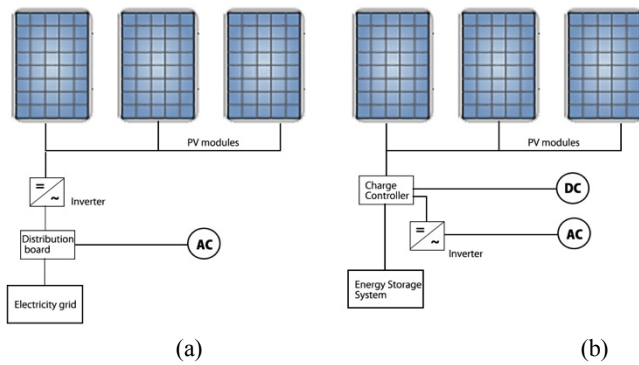 PV modules
=
~
Inverter
Distribution
board
AC
Electricity grid
(a)
PV modules
Charge
Controller
DC
=
~
AC
Inverter
Energy Storage
System
(b)